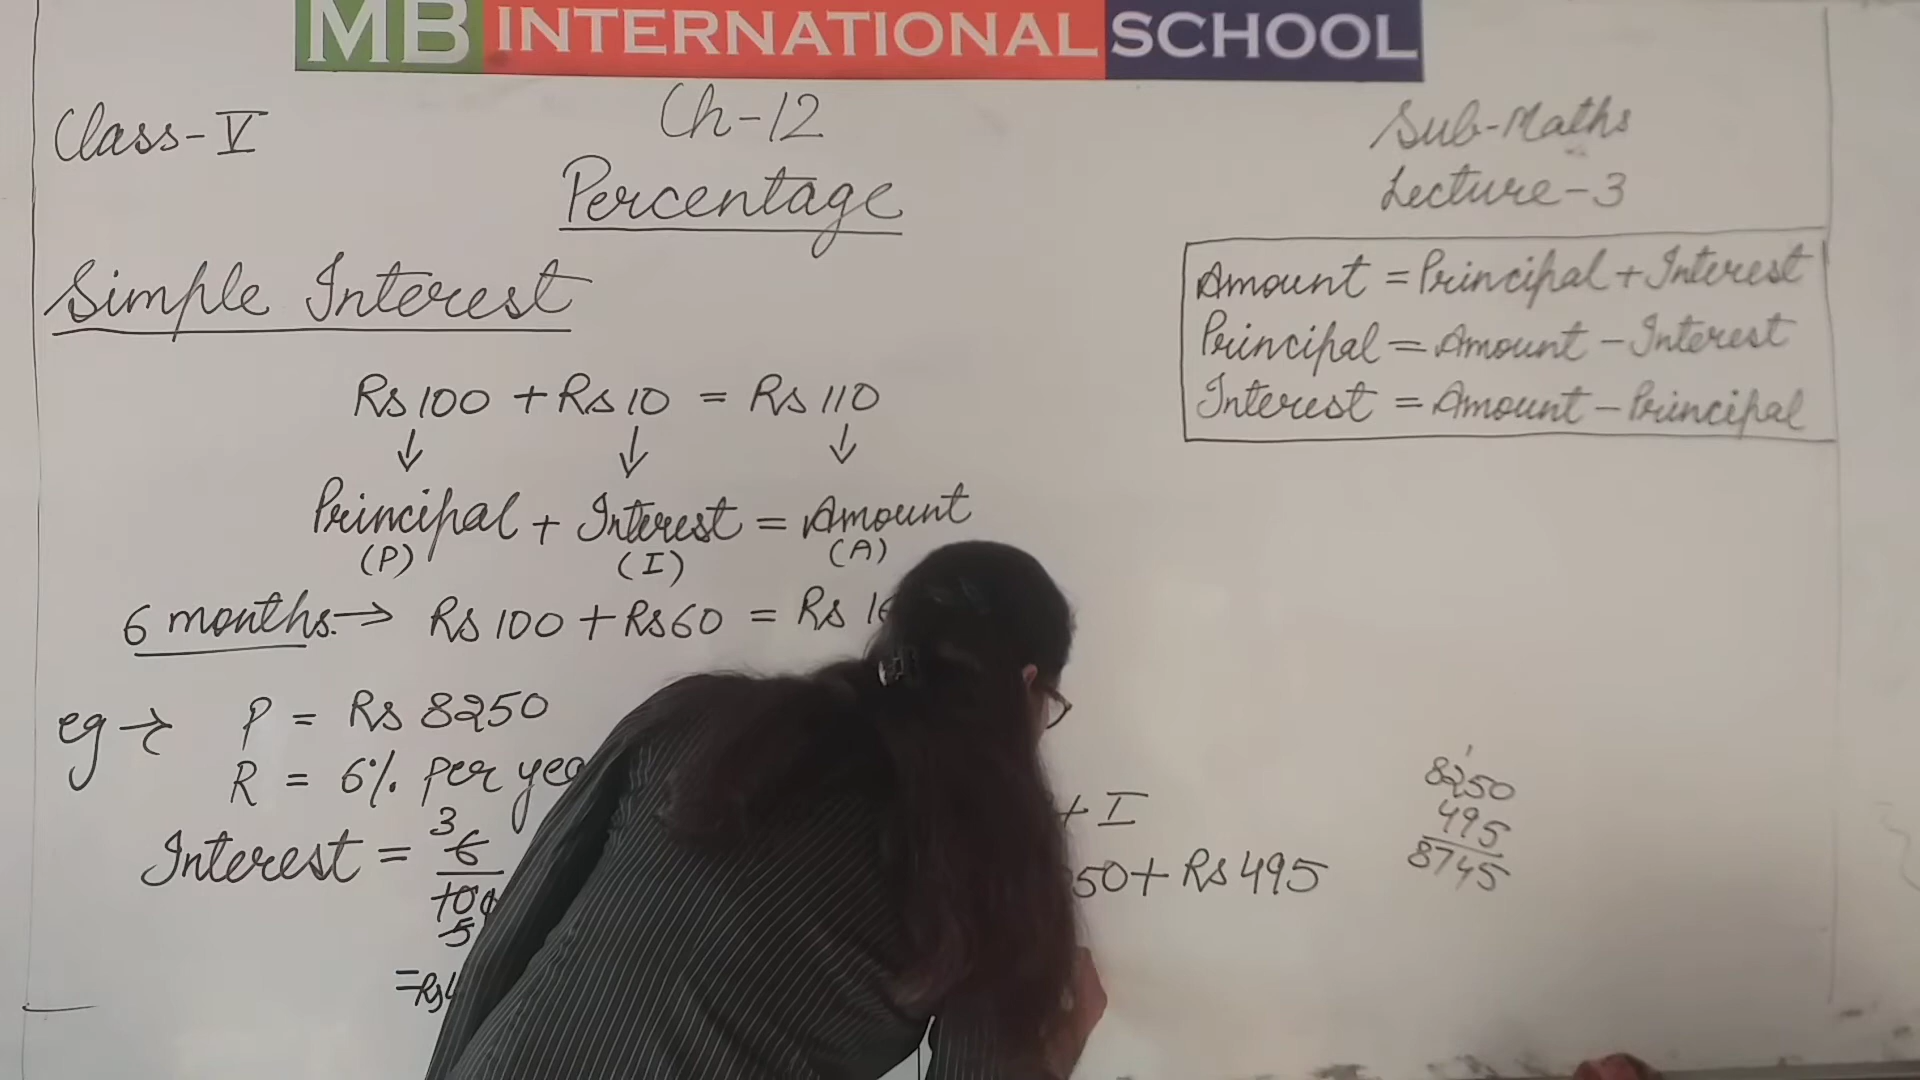 MB INTERNATIONAL SCHOOL
Class-V
Ch-12
Percentage
Sub-Maths
Lecture-3
Simple Interest
Amount = Principal + Interest
Principal = Amount - Interest
Interest = Amount - Principal
Rs 100 + Rs 10 = Rs 110
↓ ↓ ↓
Principal + Interest = Amount
(P) (I) (A)
6 months. → Rs 100 + Rs 60 = Rs
eg → P = Rs 8250
R = 6% per
Interest = 3 6
100
5
= Rs
+ I
50 + Rs 495
1
8250
495
8745